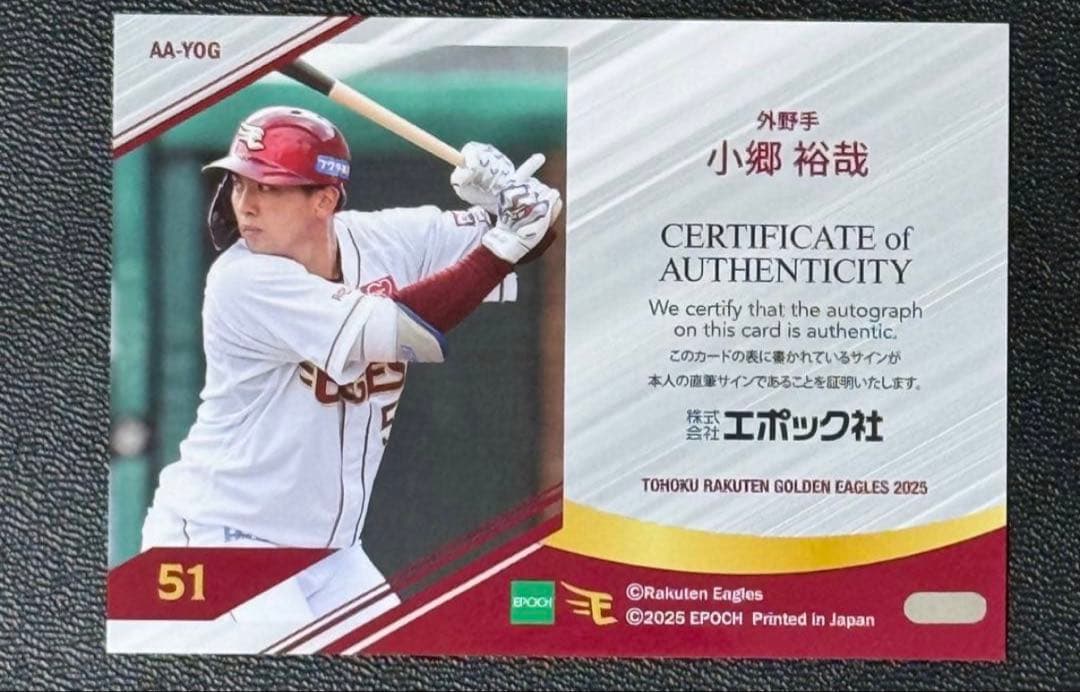 AA-YOG
外野手
小郷 裕哉
CERTIFICATE of
AUTHENTICITY
We certify that the autograph
on this card is authentic.
このカードの表に書かれているサインが
本人の直筆サインであることを証明いたします。
株式会社 エポック社
TOHOKU RAKUTEN GOLDEN EAGLES 2025
51
EPOCH
©Rakuten Eagles
©2025 EPOCH Printed in Japan